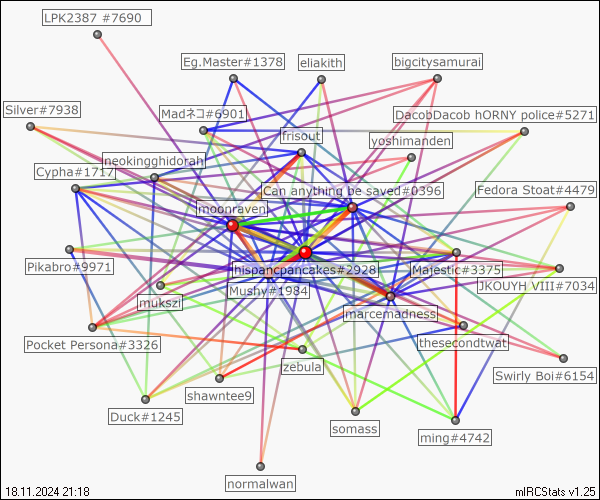 LPK2387 #7690
Eg.Master#1378
eliakith
bigcitysamurai
Silver#7938
Madネコ#6901
DacobDacob hORNY police#5271
frisout
yoshimanden
neokingghidorah
Cypha#1717
Can anything be saved#0396
Fedora Stoat#4479
moonraven
Pikabro#9971
hispancpancakes#2928
Majestic#3375
JKOUYH VIII#7034
Mushy#1984
mukszi
marcemadness
Pocket Persona#3326
thesecondtwat
zebula
Swirly Boi#6154
shawntee9
Duck#1245
somass
ming#4742
normalwan
18.11.2024 21:18
mIRCStats v1.25